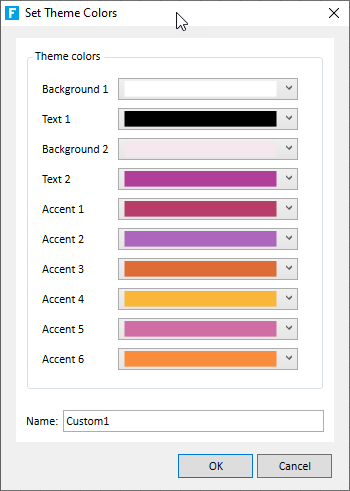 F Set Theme Colors
Theme colors
Background 1
Text 1
Background 2
Text 2
Accent 1
Accent 2
Accent 3
Accent 4
Accent 5
Accent 6
Name: Custom1
OK Cancel